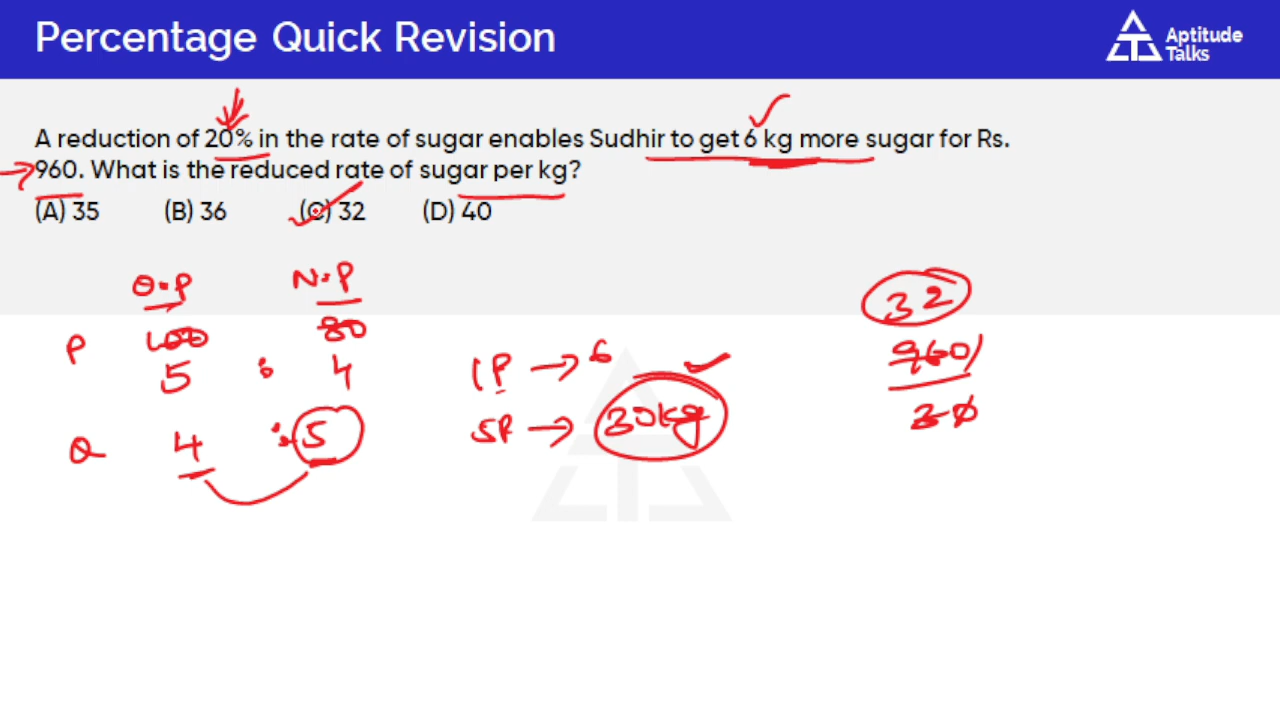 Percentage Quick Revision
Aptitude
Talks
A reduction of 20% in the rate of sugar enables Sudhir to get 6 kg more sugar for Rs.
960. What is the reduced rate of sugar per kg?
(A) 35 (B) 36 (C) 32 (D) 40
O.P N.P
P 100 80
5 : 4
Q 4 : 5
1P → 6
5P → 30kg
32
960/
30